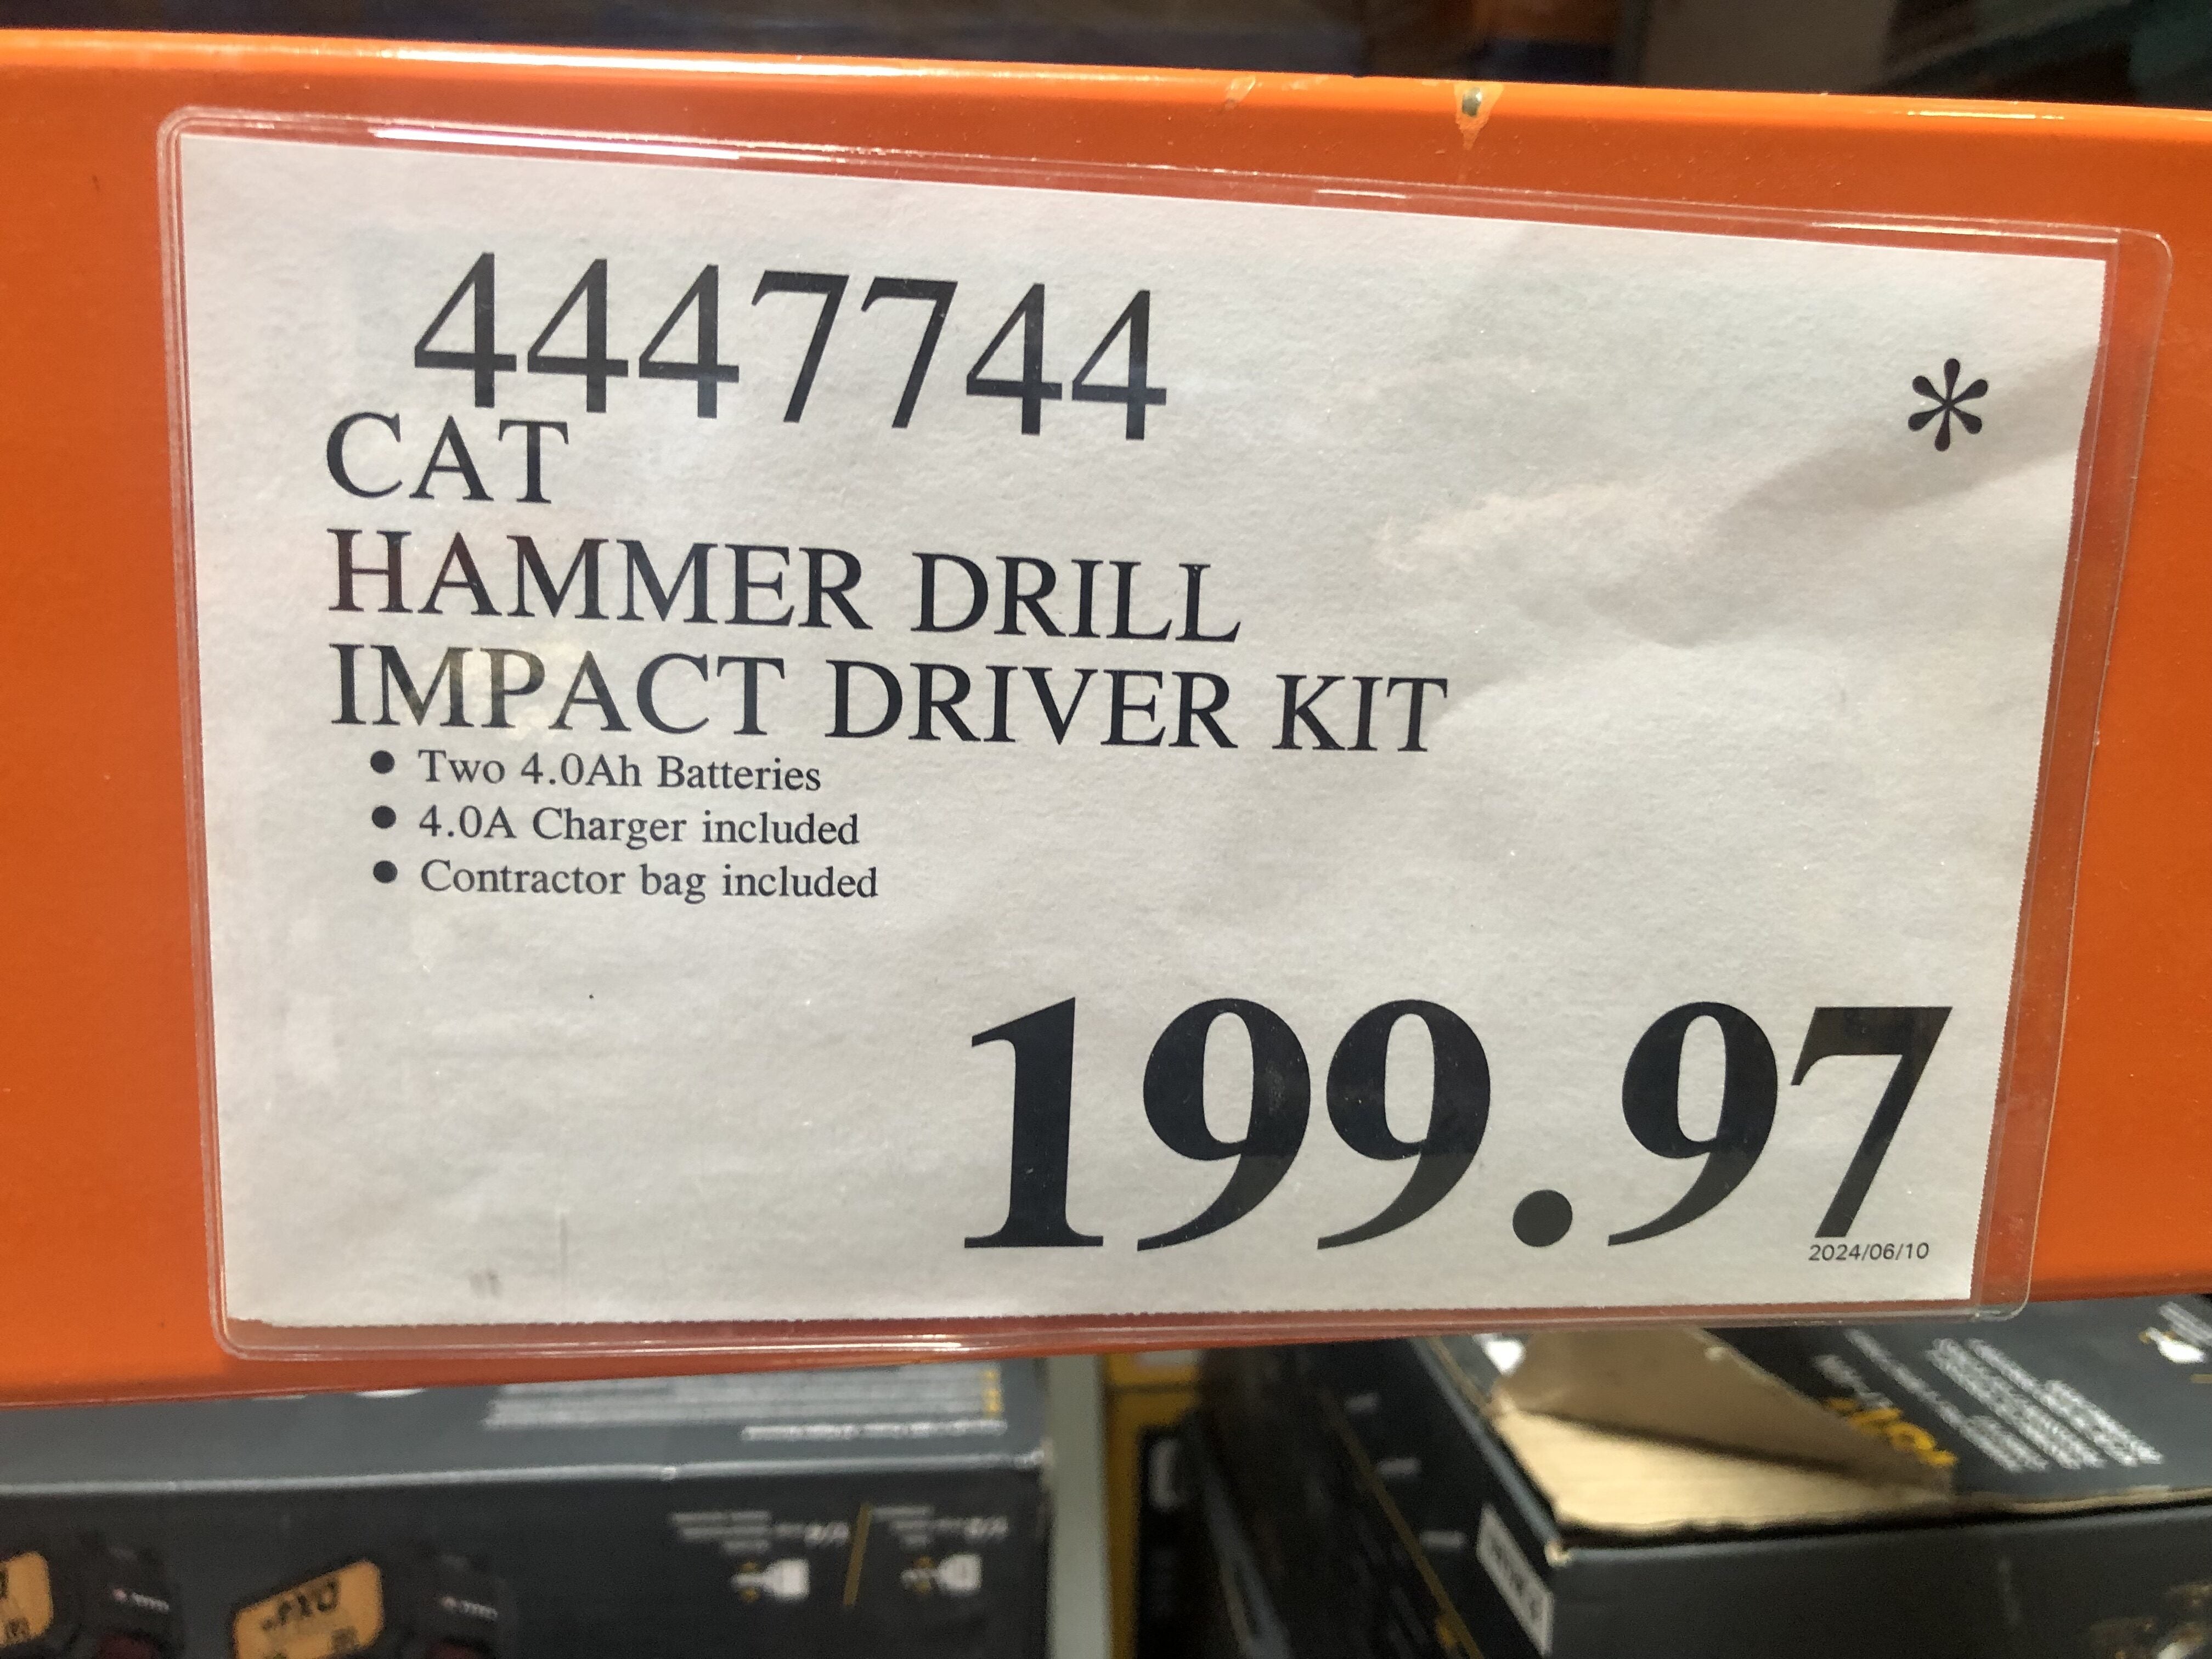 4447744
*
CAT
HAMMER DRILL
IMPACT DRIVER KIT
● Two 4.0Ah Batteries
● 4.0A Charger included
● Contractor bag included
199.97
2024/06/10